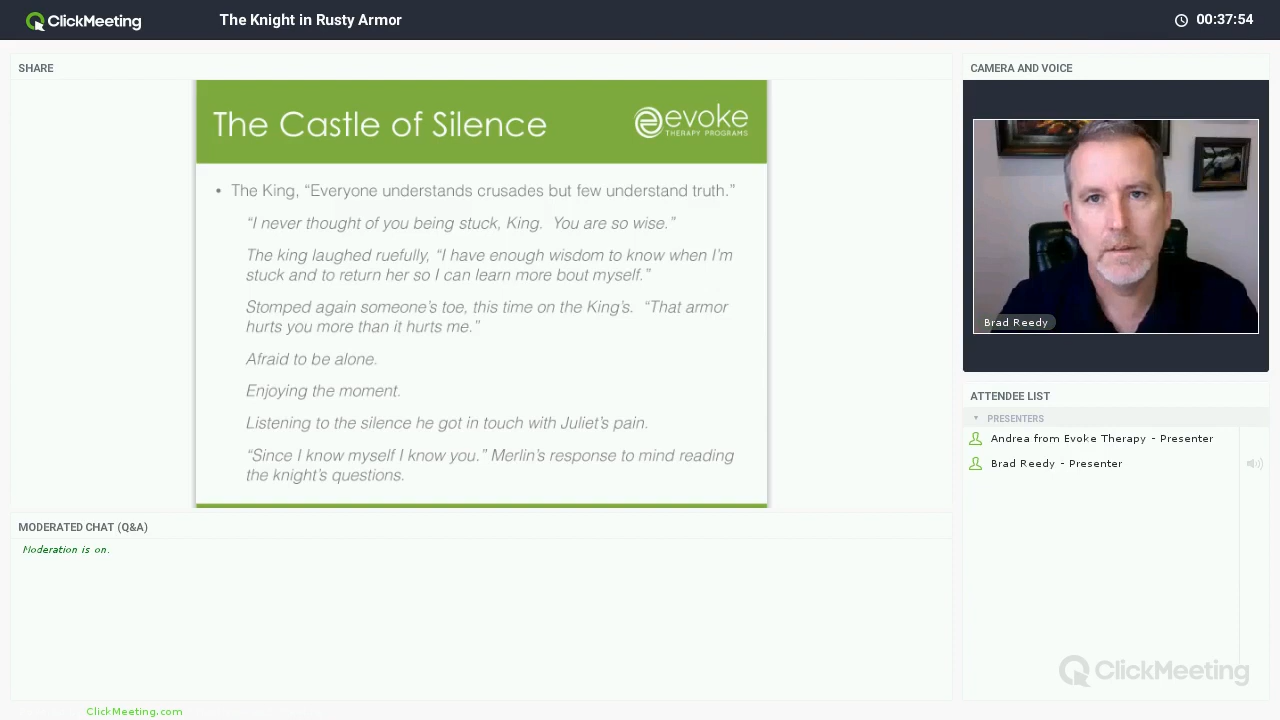 ClickMeeting
The Knight in Rusty Armor
00:37:54
SHARE
The Castle of Silence
evoke
THERAPY PROGRAMS
• The King, “Everyone understands crusades but few understand truth.”
“I never thought of you being stuck, King. You are so wise.”
The king laughed ruefully, “I have enough wisdom to know when I’m
stuck and to return her so I can learn more bout myself.”
Stomped again someone’s toe, this time on the King’s. “That armor
hurts you more than it hurts me.”
Afraid to be alone.
Enjoying the moment.
Listening to the silence he got in touch with Juliet’s pain.
“Since I know myself I know you.” Merlin’s response to mind reading
the knight’s questions.
MODERATED CHAT (Q&A)
Moderation is on.
CAMERA AND VOICE
Brad Reedy
ATTENDEE LIST
PRESENTERS
Andrea from Evoke Therapy - Presenter
Brad Reedy - Presenter
ClickMeeting
ClickMeeting.com